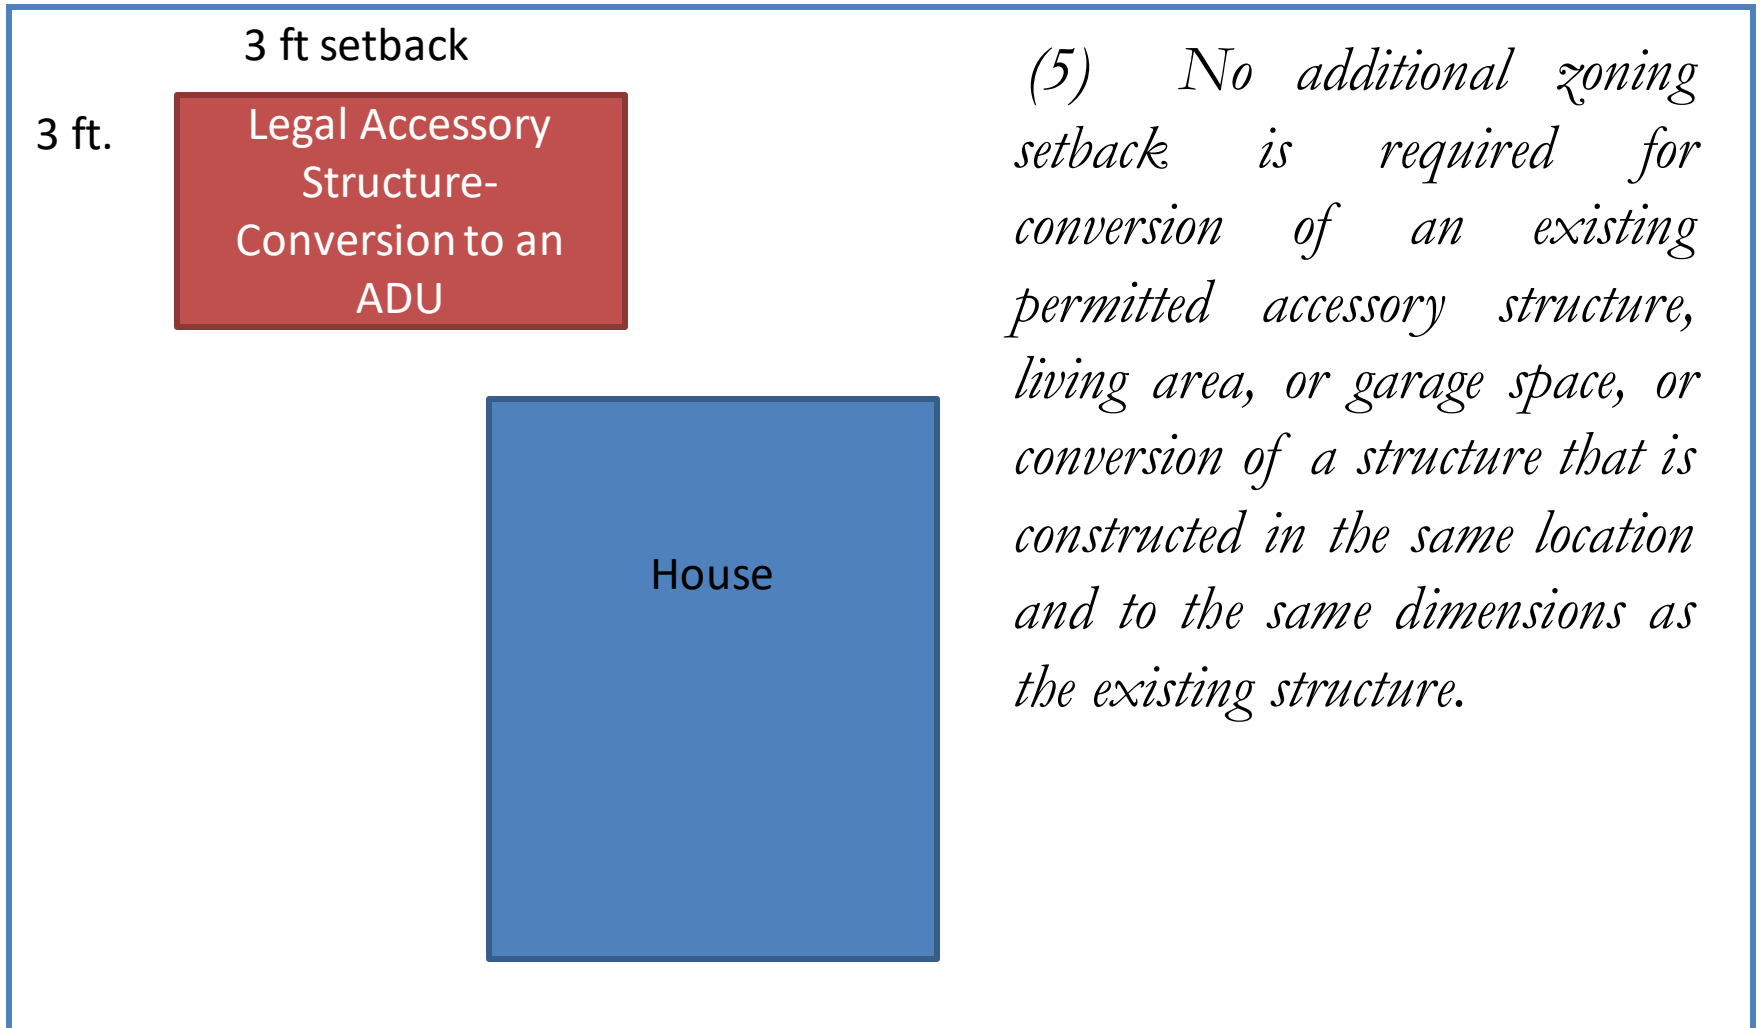 3 ft setback
3 ft.
Legal Accessory
Structure-
Conversion to an
ADU
House
(5) No additional zoning
setback is required for
conversion of an existing
permitted accessory structure,
living area, or garage space, or
conversion of a structure that is
constructed in the same location
and to the same dimensions as
the existing structure.